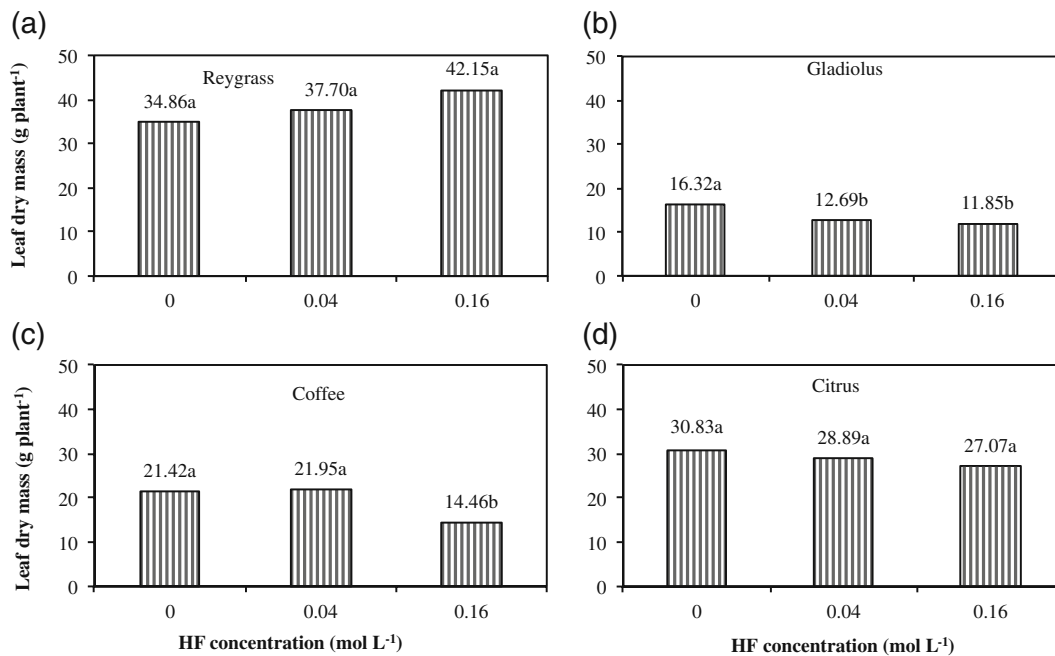 (a)
Leaf dry mass (g plant-1)
50
40
30
20
10
0
Reygrass
34.86a
37.70a
42.15a
0
0.04
0.16
(b)
50
40
30
20
10
0
Gladiolus
16.32a
12.69b
11.85b
0
0.04
0.16
(c)
Leaf dry mass (g plant-1)
50
40
30
20
10
0
Coffee
21.42a
21.95a
14.46b
0
0.04
0.16
HF concentration (mol L-1)
(d)
50
40
30
20
10
0
Citrus
30.83a
28.89a
27.07a
0
0.04
0.16
HF concentration (mol L-1)